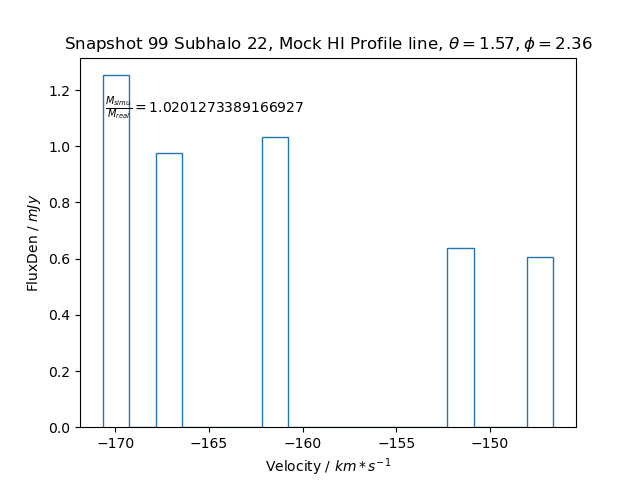 Snapshot 99 Subhalo 22, Mock HI Profile line, θ = 1.57, ϕ = 2.36
M_simu/M_real = 1.0201273389166927
FluxDen / mJy
1.2
1.0
0.8
0.6
0.4
0.2
0.0
−170 −165 −160 −155 −150
Velocity / km * s⁻¹